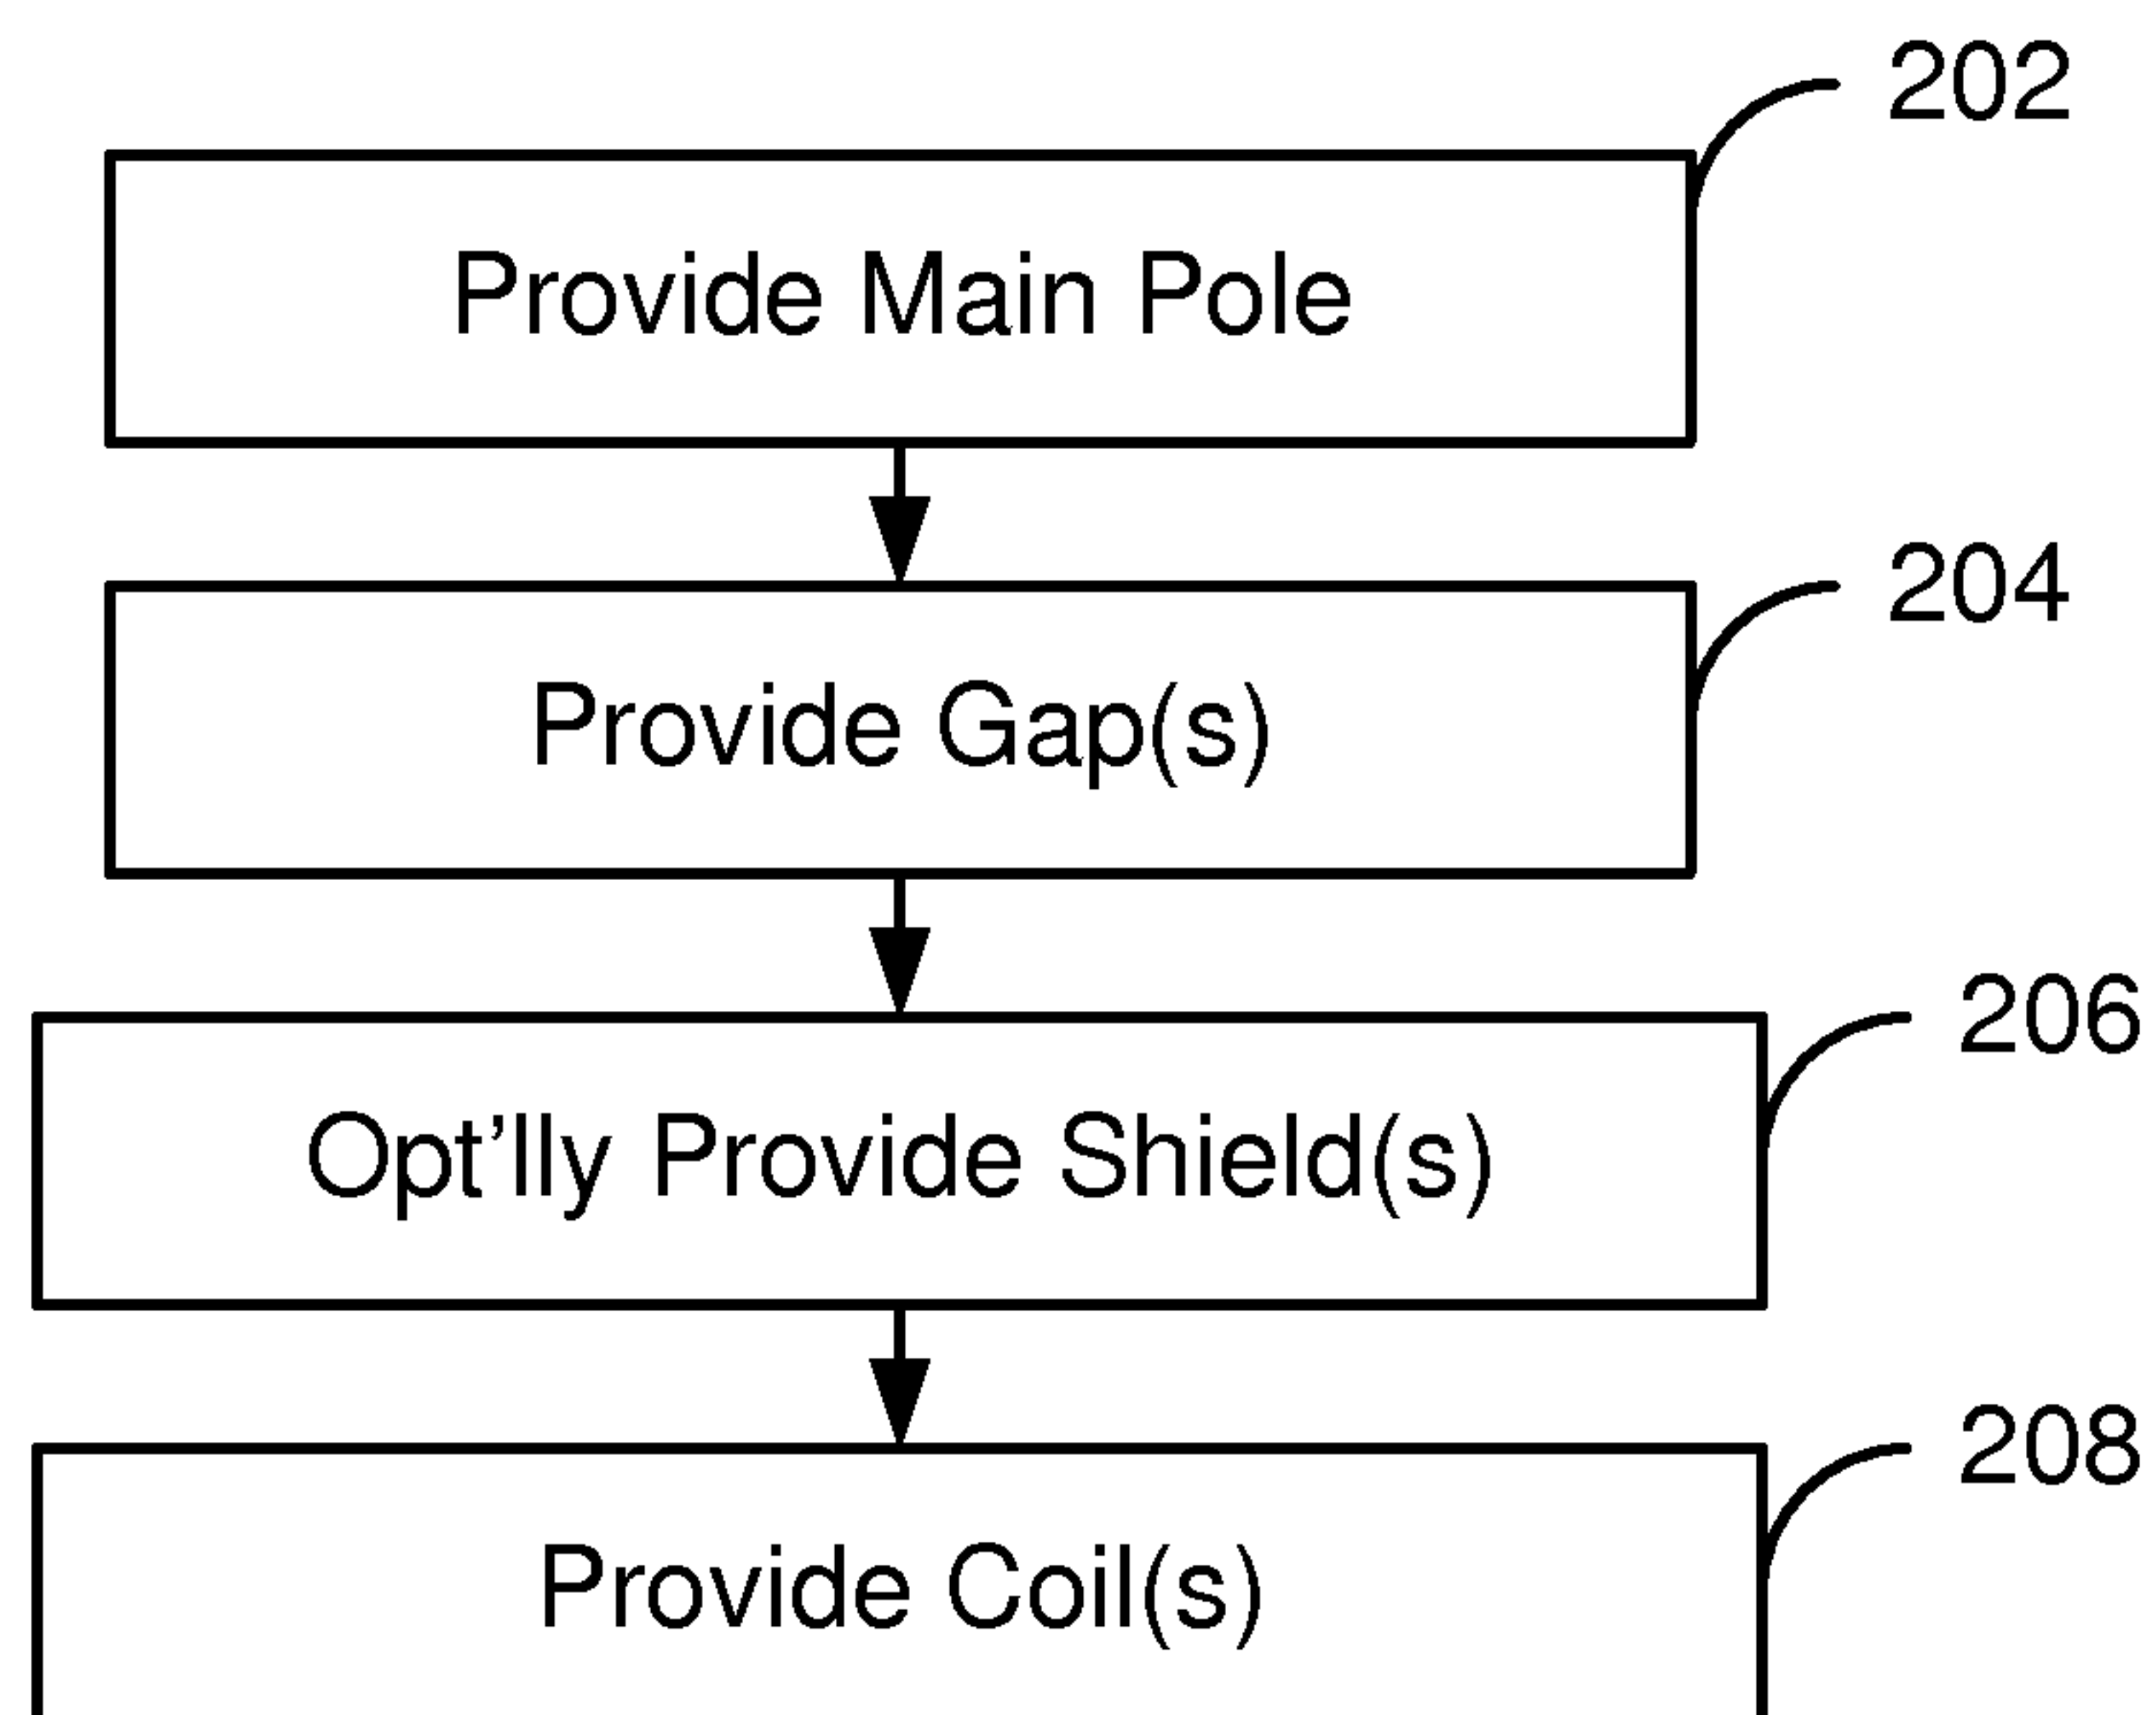 202
Provide Main Pole
204
Provide Gap(s)
206
Opt’lly Provide Shield(s)
208
Provide Coil(s)